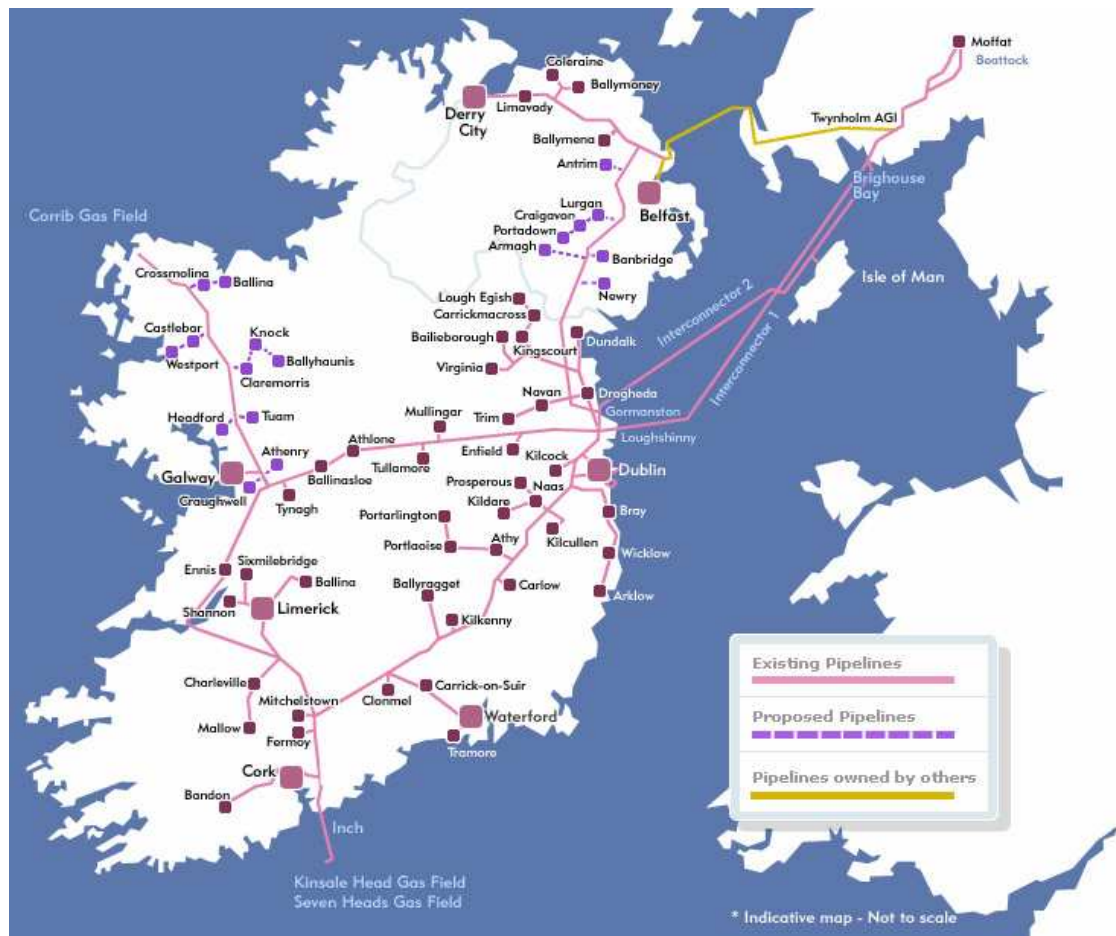 Moffat
Beattock
Coleraine
Ballymoney
Limavady
Derry
City
Twynholm AGI
Ballymena
Antrim
Brighouse
Bay
Lurgan
Belfast
Craigavon
Portadown
Armagh
Corrib Gas Field
Banbridge
Isle of Man
Crossmolina
Ballina
Newry
Lough Egish
Carrickmacross
Interconnector 2
Interconnector 1
Castlebar
Knock
Bailieborough
Kingscourt
Dundalk
Westport
Ballyhaunis
Virginia
Claremorris
Navan
Drogheda
Headford
Tuam
Mullingar
Trim
Gormanston
Athlone
Loughshinny
Athenry
Enfield
Tullamore
Kilcock
Galway
Ballinasloe
Dublin
Craughwell
Prosperous
Naas
Tynagh
Kildare
Portarlington
Bray
Kilcullen
Athy
Portlaoise
Wicklow
Ennis
Sixmilebridge
Ballina
Ballyragget
Carlow
Arklow
Shannon
Limerick
Kilkenny
Existing Pipelines
Charleville
Carrick-on-Suir
Mitchelstown
Clonmel
Waterford
Proposed Pipelines
Mallow
Fermoy
Tramore
Cork
Pipelines owned by others
Bandon
Inch
Kinsale Head Gas Field
Seven Heads Gas Field
* Indicative map - Not to scale